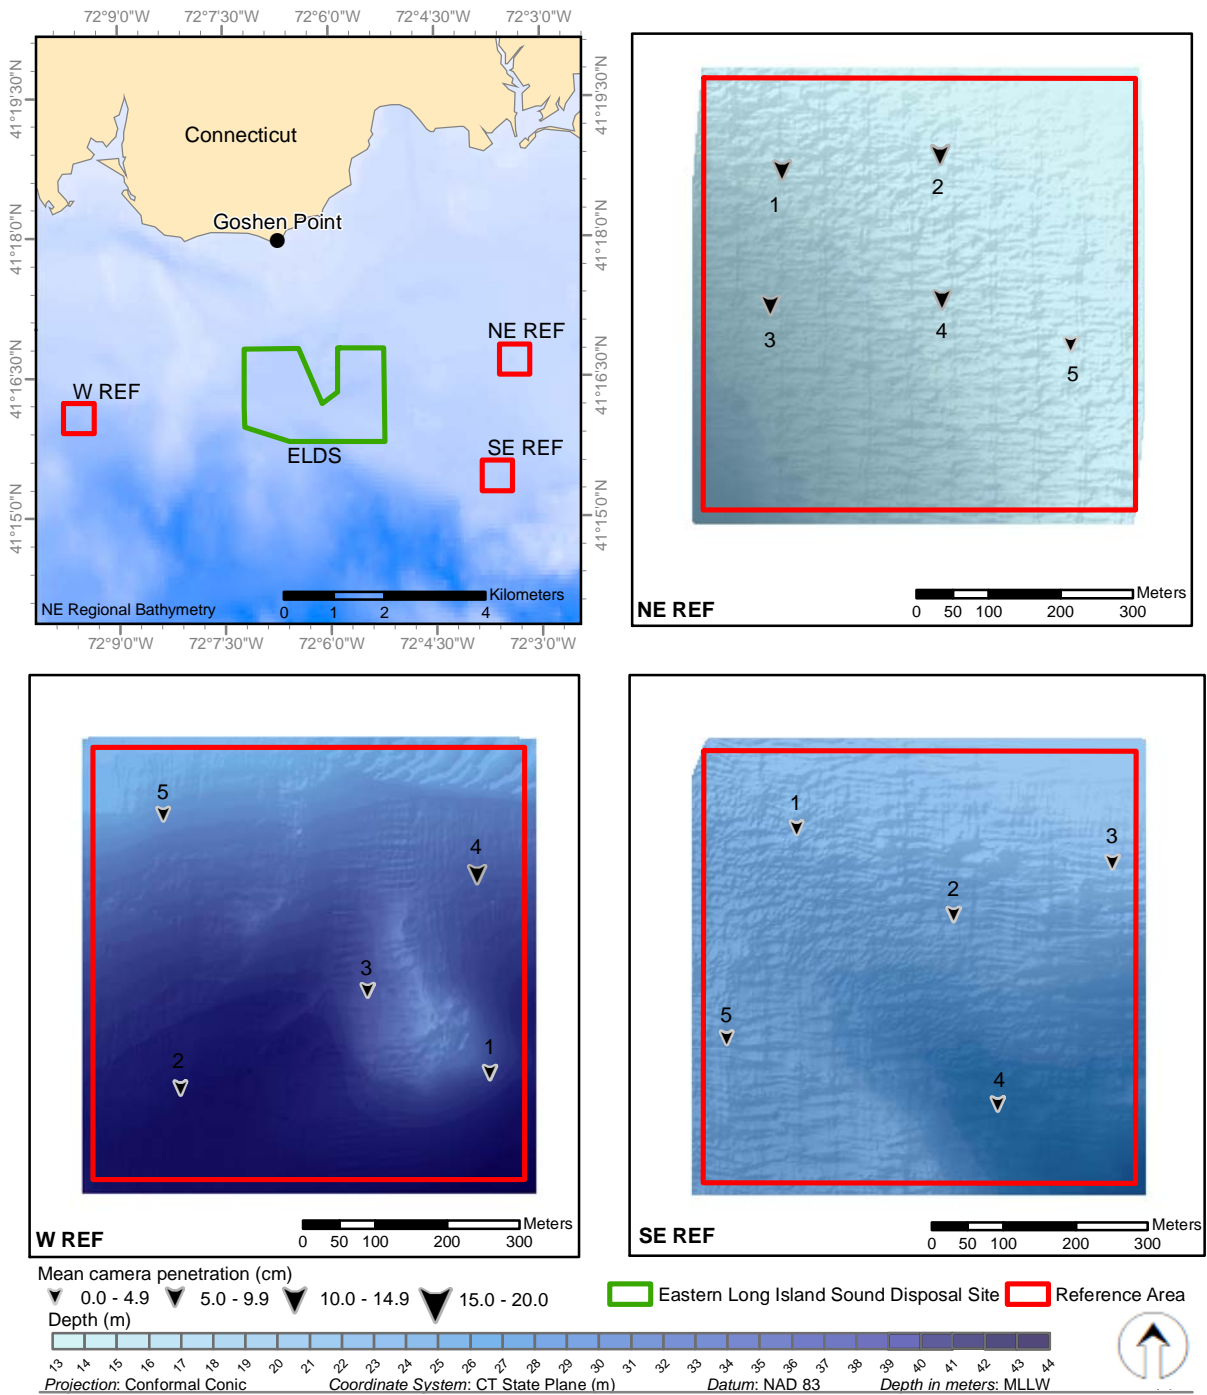 72°9'0"W 72°7'30"W 72°6'0"W 72°4'30"W 72°3'0"W
41°19'30"N
41°18'0"N
41°16'30"N
41°15'0"N
Connecticut
Goshen Point
NE REF
W REF
SE REF
ELDS
Kilometers
NE Regional Bathymetry
0 1 2 4
41°19'30"N
41°18'0"N
41°16'30"N
41°15'0"N
72°9'0"W 72°7'30"W 72°6'0"W 72°4'30"W 72°3'0"W
1
2
3
4
5
Meters
0 50 100 200 300
NE REF
5
4
3
2
1
Meters
0 50 100 200 300
W REF
1
3
2
5
4
Meters
0 50 100 200 300
SE REF
Mean camera penetration (cm)
0.0 - 4.9 5.0 - 9.9 10.0 - 14.9 15.0 - 20.0
Eastern Long Island Sound Disposal Site Reference Area
Depth (m)
13 14 15 16 17 18 19 20 21 22 23 24 25 26 27 28 29 30 31 32 33 34 35 36 37 38 39 40 41 42 43 44
Projection: Conformal Conic Coordinate System: CT State Plane (m) Datum: NAD 83 Depth in meters: MLLW